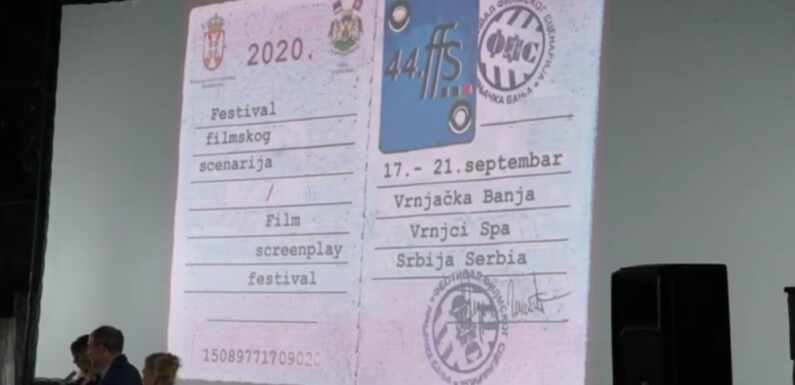 2020.
Festival
filmskog
scenarija
/
Film
screenplay
festival
15089771709020
44.ffs
ФЦС
17.- 21.septembar
Vrnjačka Banja
Vrnjci Spa
Srbija Serbia